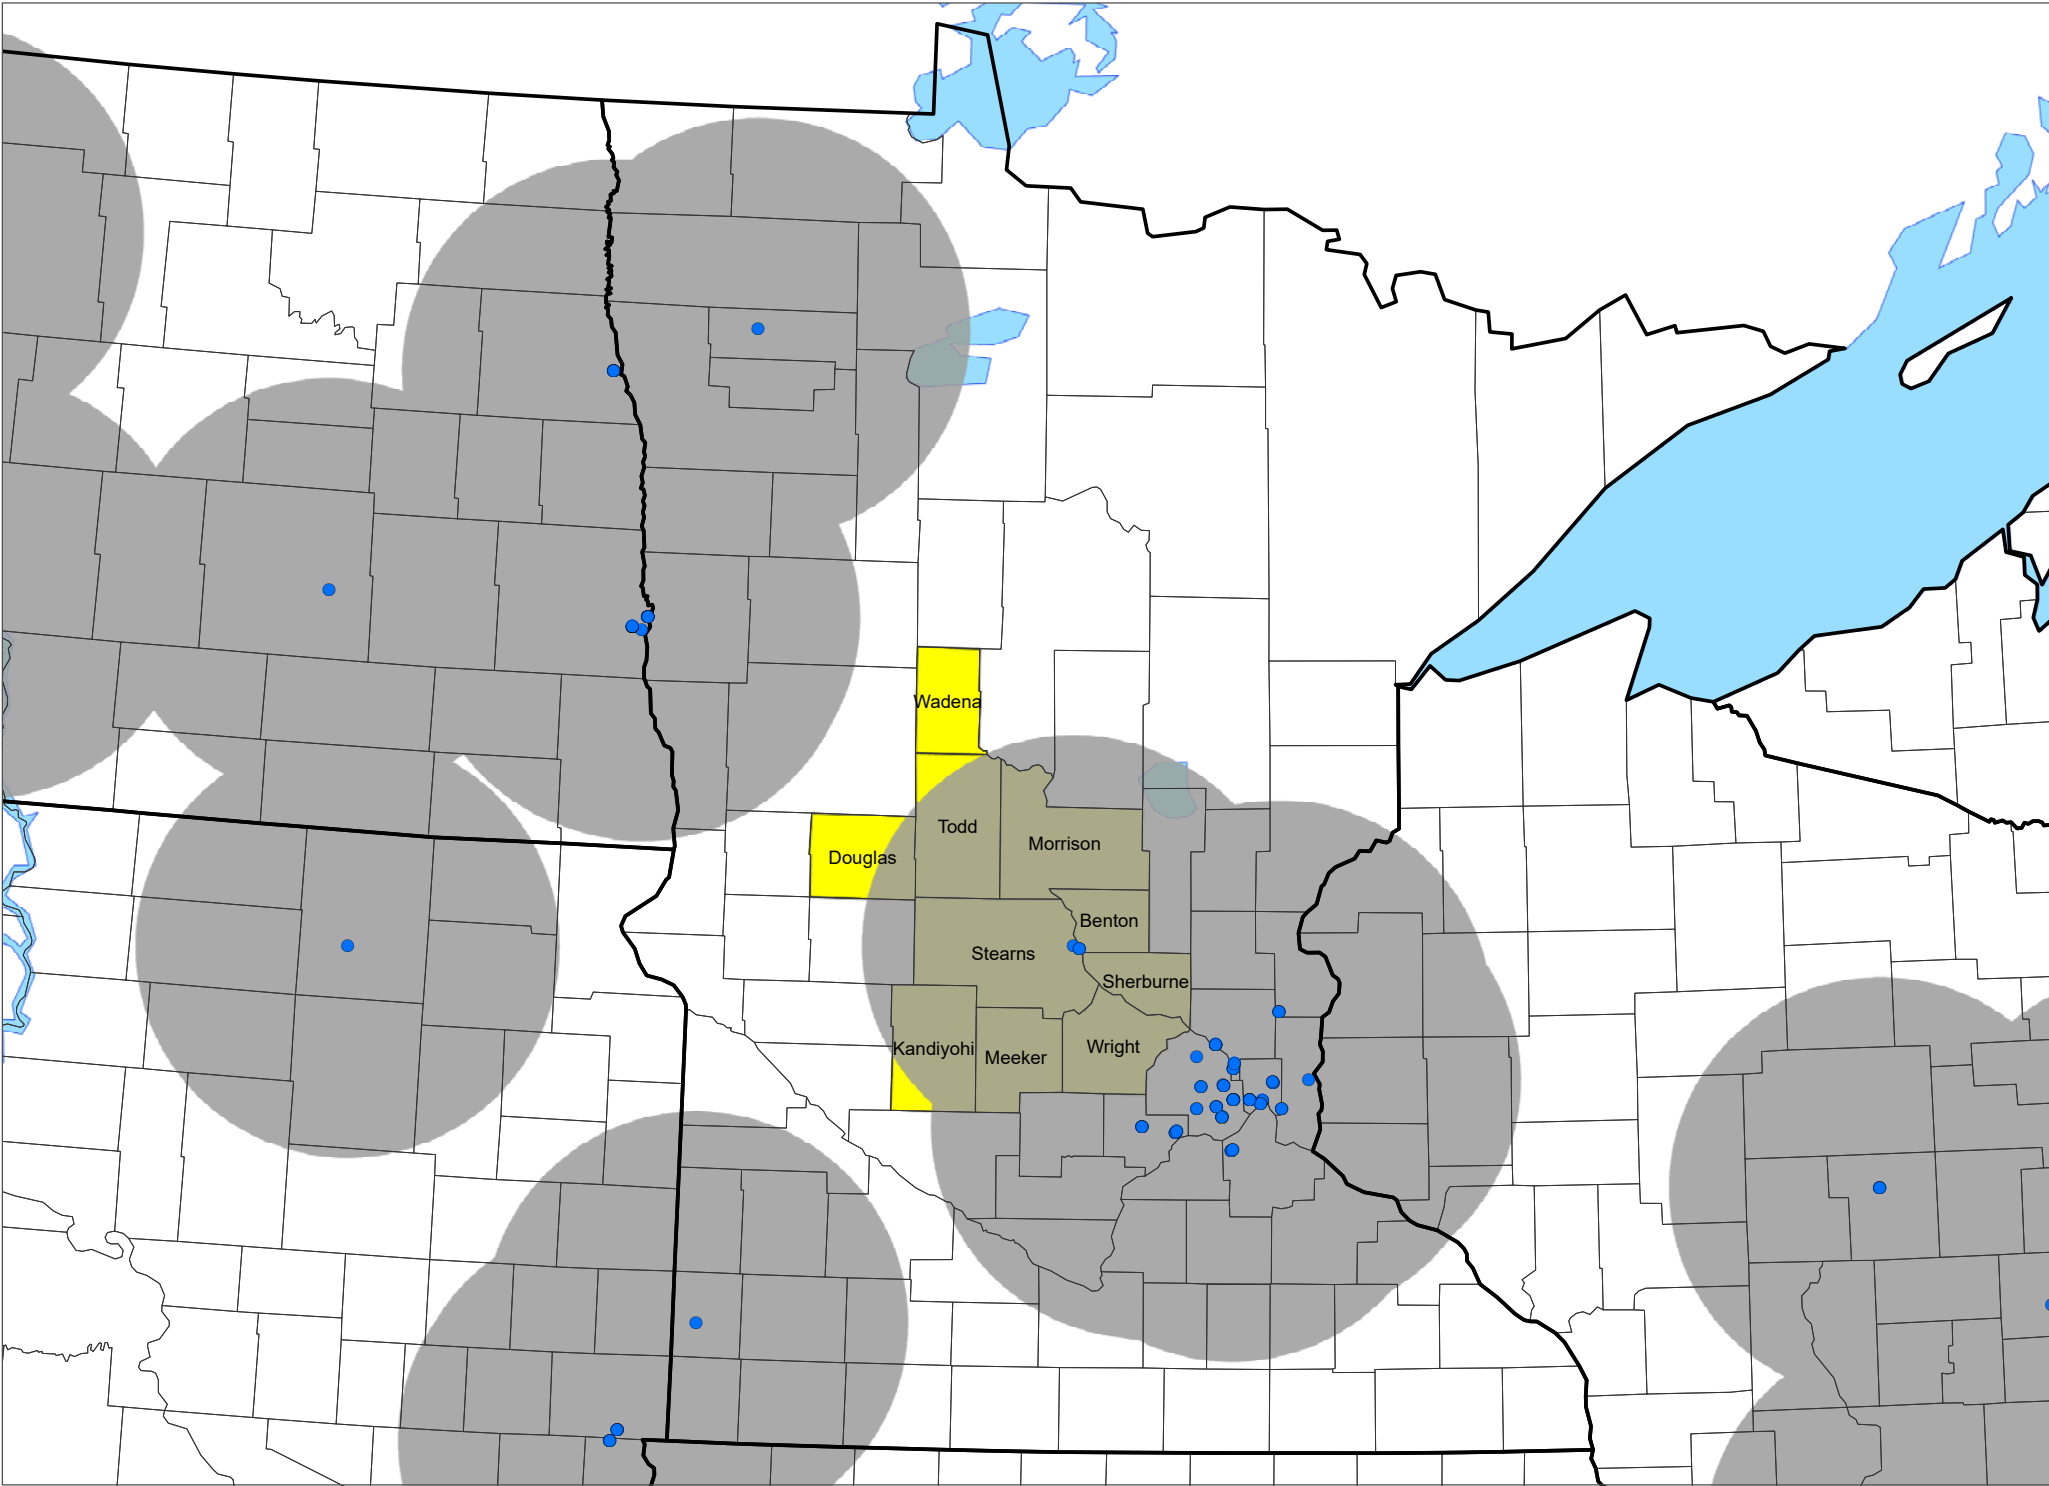 Wadena
Todd
Morrison
Douglas
Benton
Stearns
Sherburne
Kandiyohi
Meeker
Wright